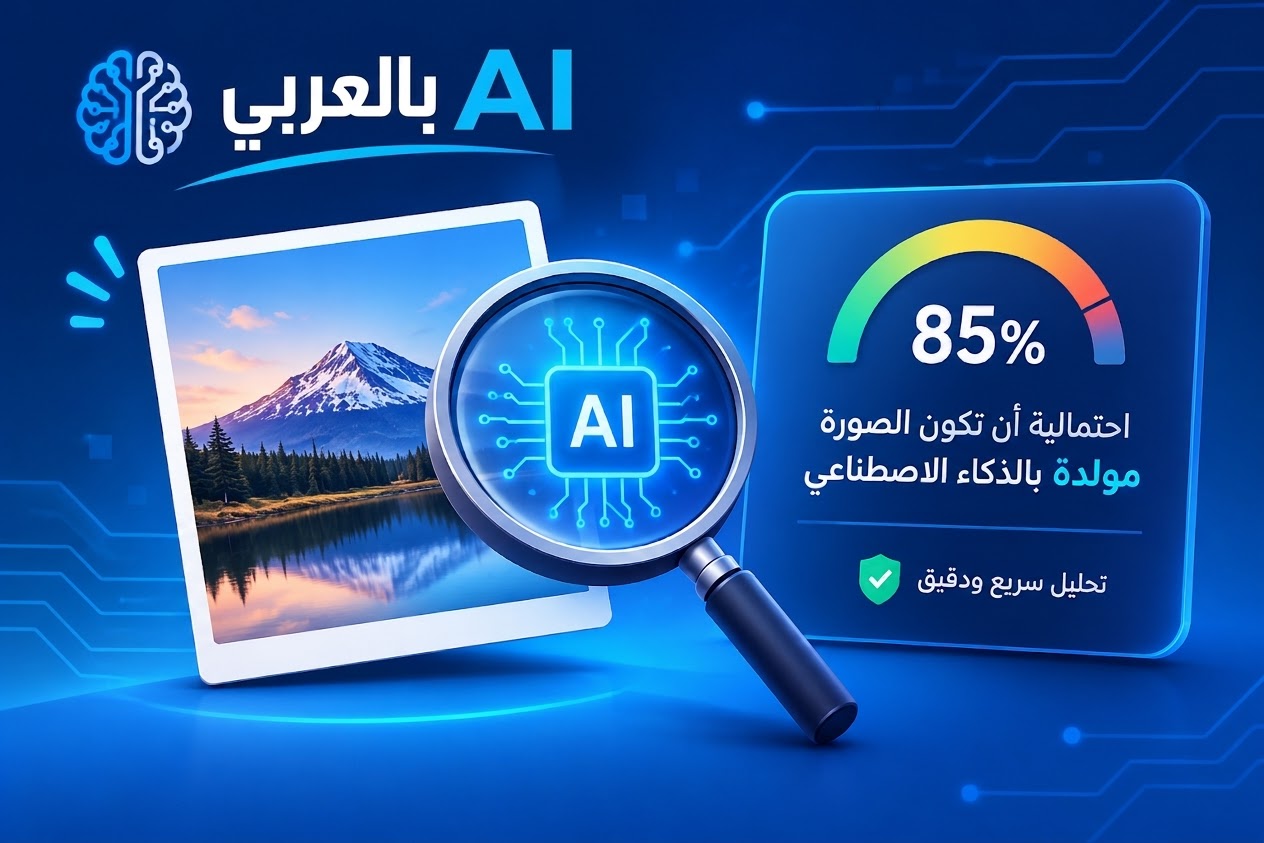 AI بالعربي
AI
85%
احتمالية أن تكون الصورة
مولدة بالذكاء الاصطناعي
تحليل سريع ودقيق